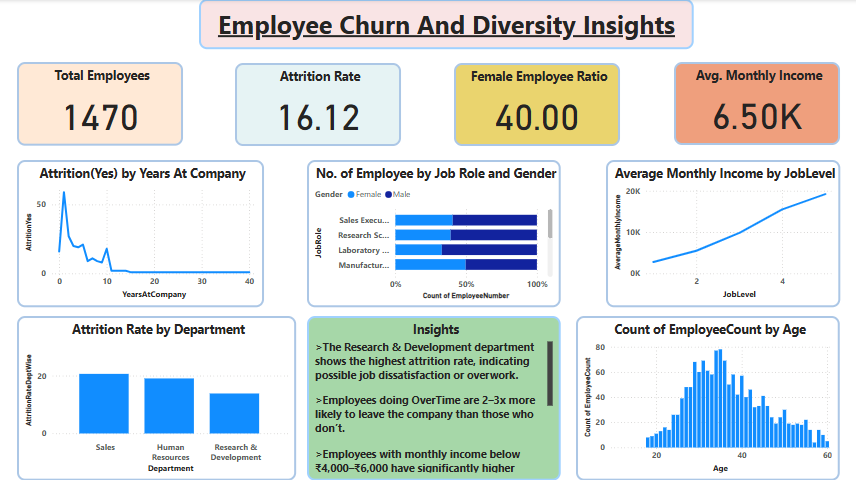 Employee Churn And Diversity Insights
Total Employees
1470
Attrition Rate
16.12
Female Employee Ratio
40.00
Avg. Monthly Income
6.50K
Attrition(Yes) by Years At Company
AttritionYes
50
0
0 10 20 30 40
YearsAtCompany
No. of Employee by Job Role and Gender
Gender Female Male
JobRole
Sales Execu...
Research Sc...
Laboratory ...
Manufactur...
0% 50% 100%
Count of EmployeeNumber
Average Monthly Income by JobLevel
AverageMonthlyIncome
20K
10K
0K
2 4
JobLevel
Attrition Rate by Department
AttritionRateDeptWise
20
0
Sales
Human
Resources
Research &
Development
Department
Insights
>The Research & Development department
shows the highest attrition rate, indicating
possible job dissatisfaction or overwork.
>Employees doing OverTime are 2–3x more
likely to leave the company than those who
don't.
>Employees with monthly income below
₹4,000–₹6,000 have significantly higher
Count of EmployeeCount by Age
Count of EmployeeCount
80
60
40
20
0
20 40 60
Age